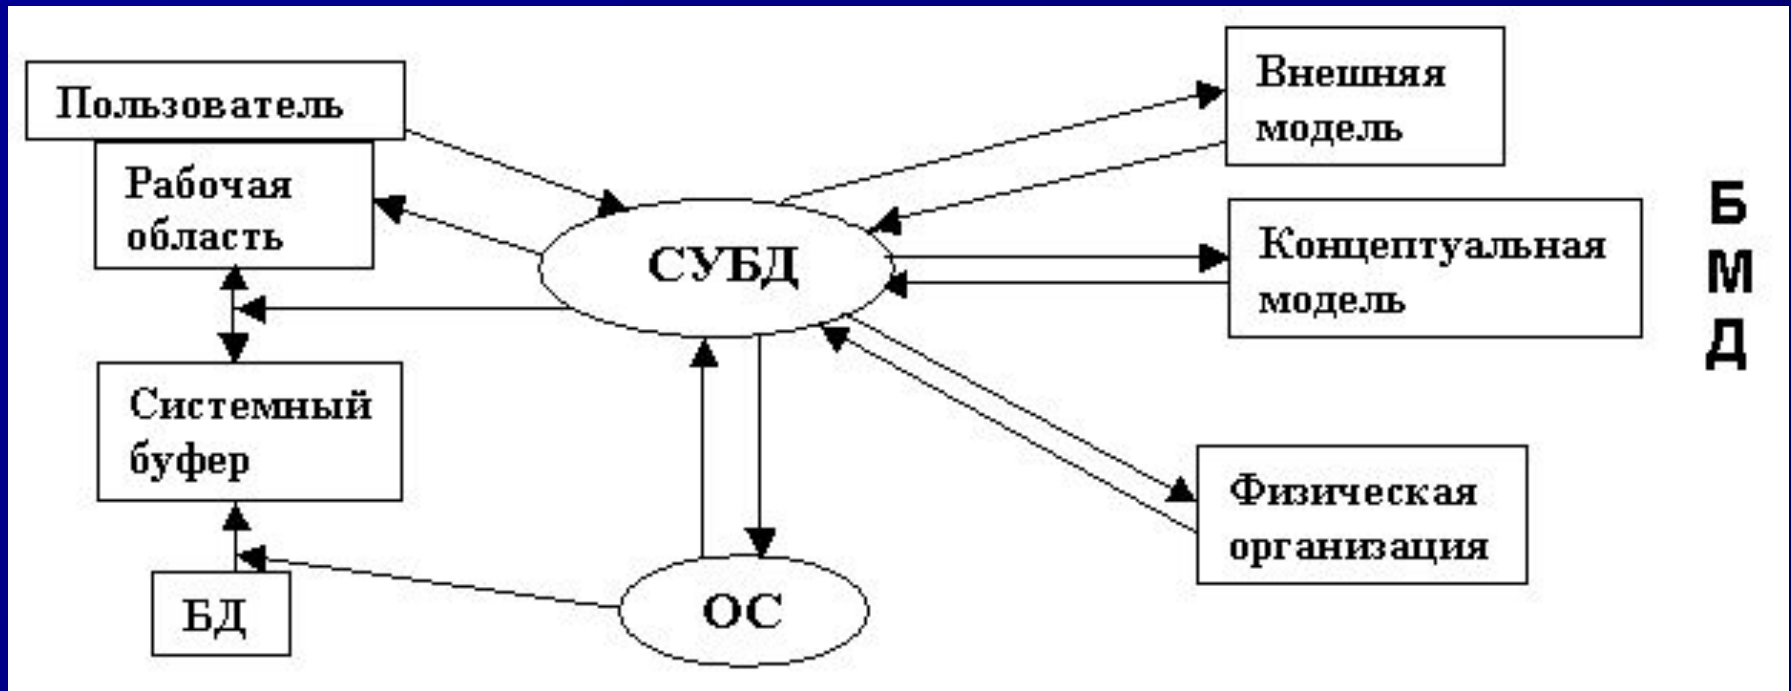 Пользователь
Рабочая
область
Системный
буфер
БД
СУБД
ОС
Внешняя
модель
Концептуальная
модель
Физическая
организация
Б
М
Д